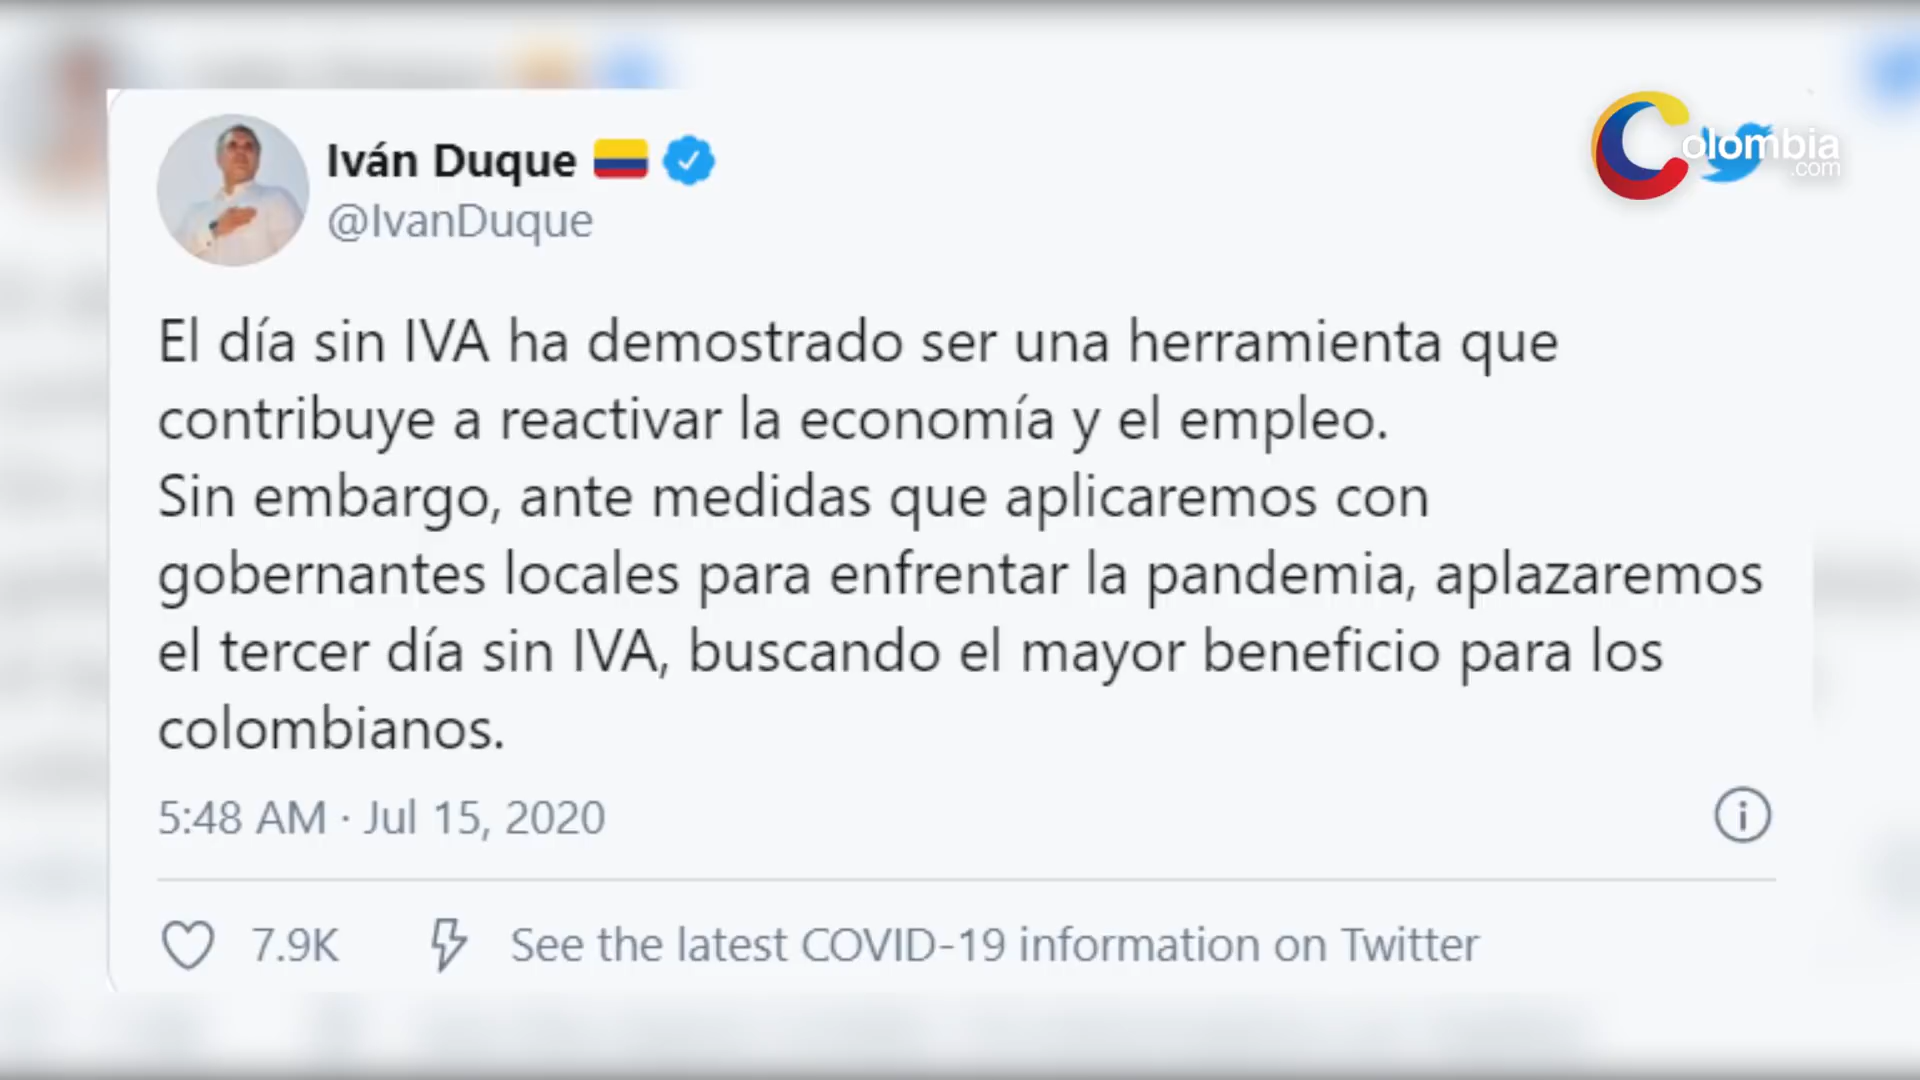 Iván Duque
@IvanDuque
Colombia
.com
El día sin IVA ha demostrado ser una herramienta que
contribuye a reactivar la economía y el empleo.
Sin embargo, ante medidas que aplicaremos con
gobernantes locales para enfrentar la pandemia, aplazaremos
el tercer día sin IVA, buscando el mayor beneficio para los
colombianos.
5:48 AM · Jul 15, 2020
7.9K See the latest COVID-19 information on Twitter